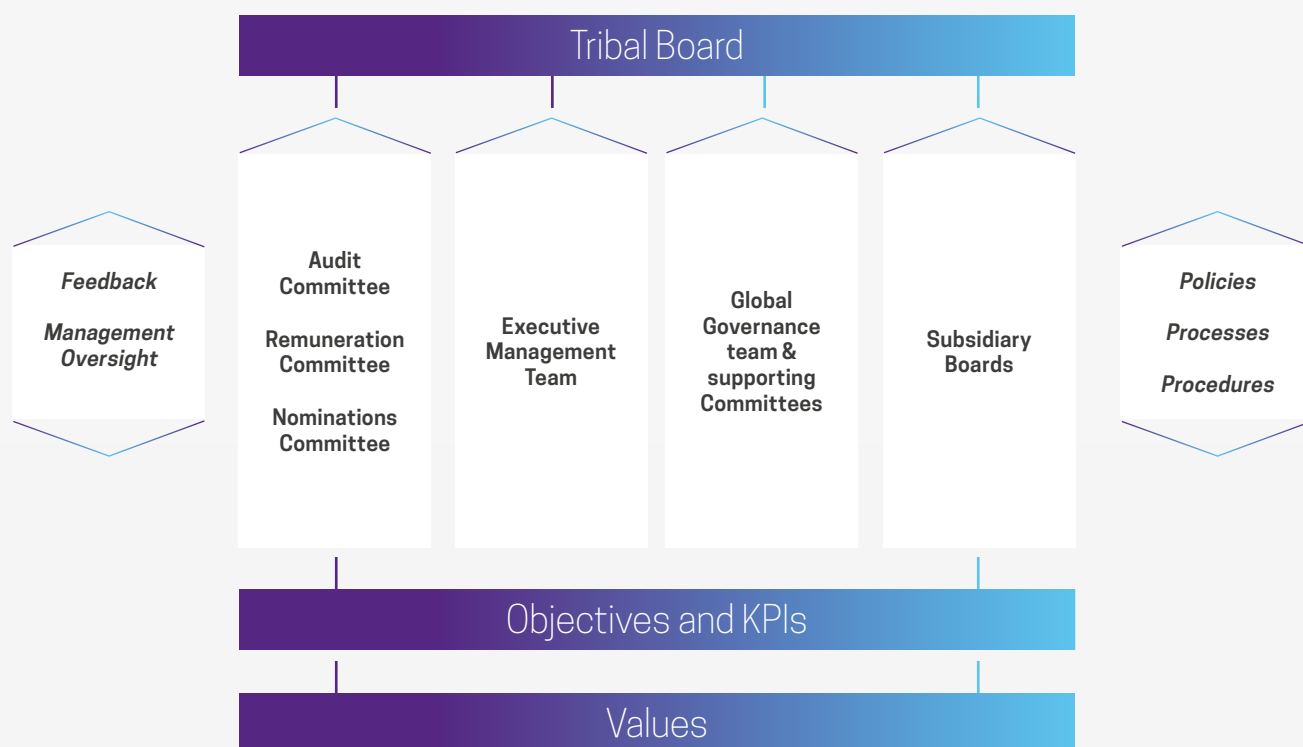 Tribal Board
Feedback
Management
Oversight
Audit
Committee
Remuneration
Committee
Nominations
Committee
Executive
Management
Team
Global
Governance
team &
supporting
Committees
Subsidiary
Boards
Policies
Processes
Procedures
Objectives and KPIs
Values